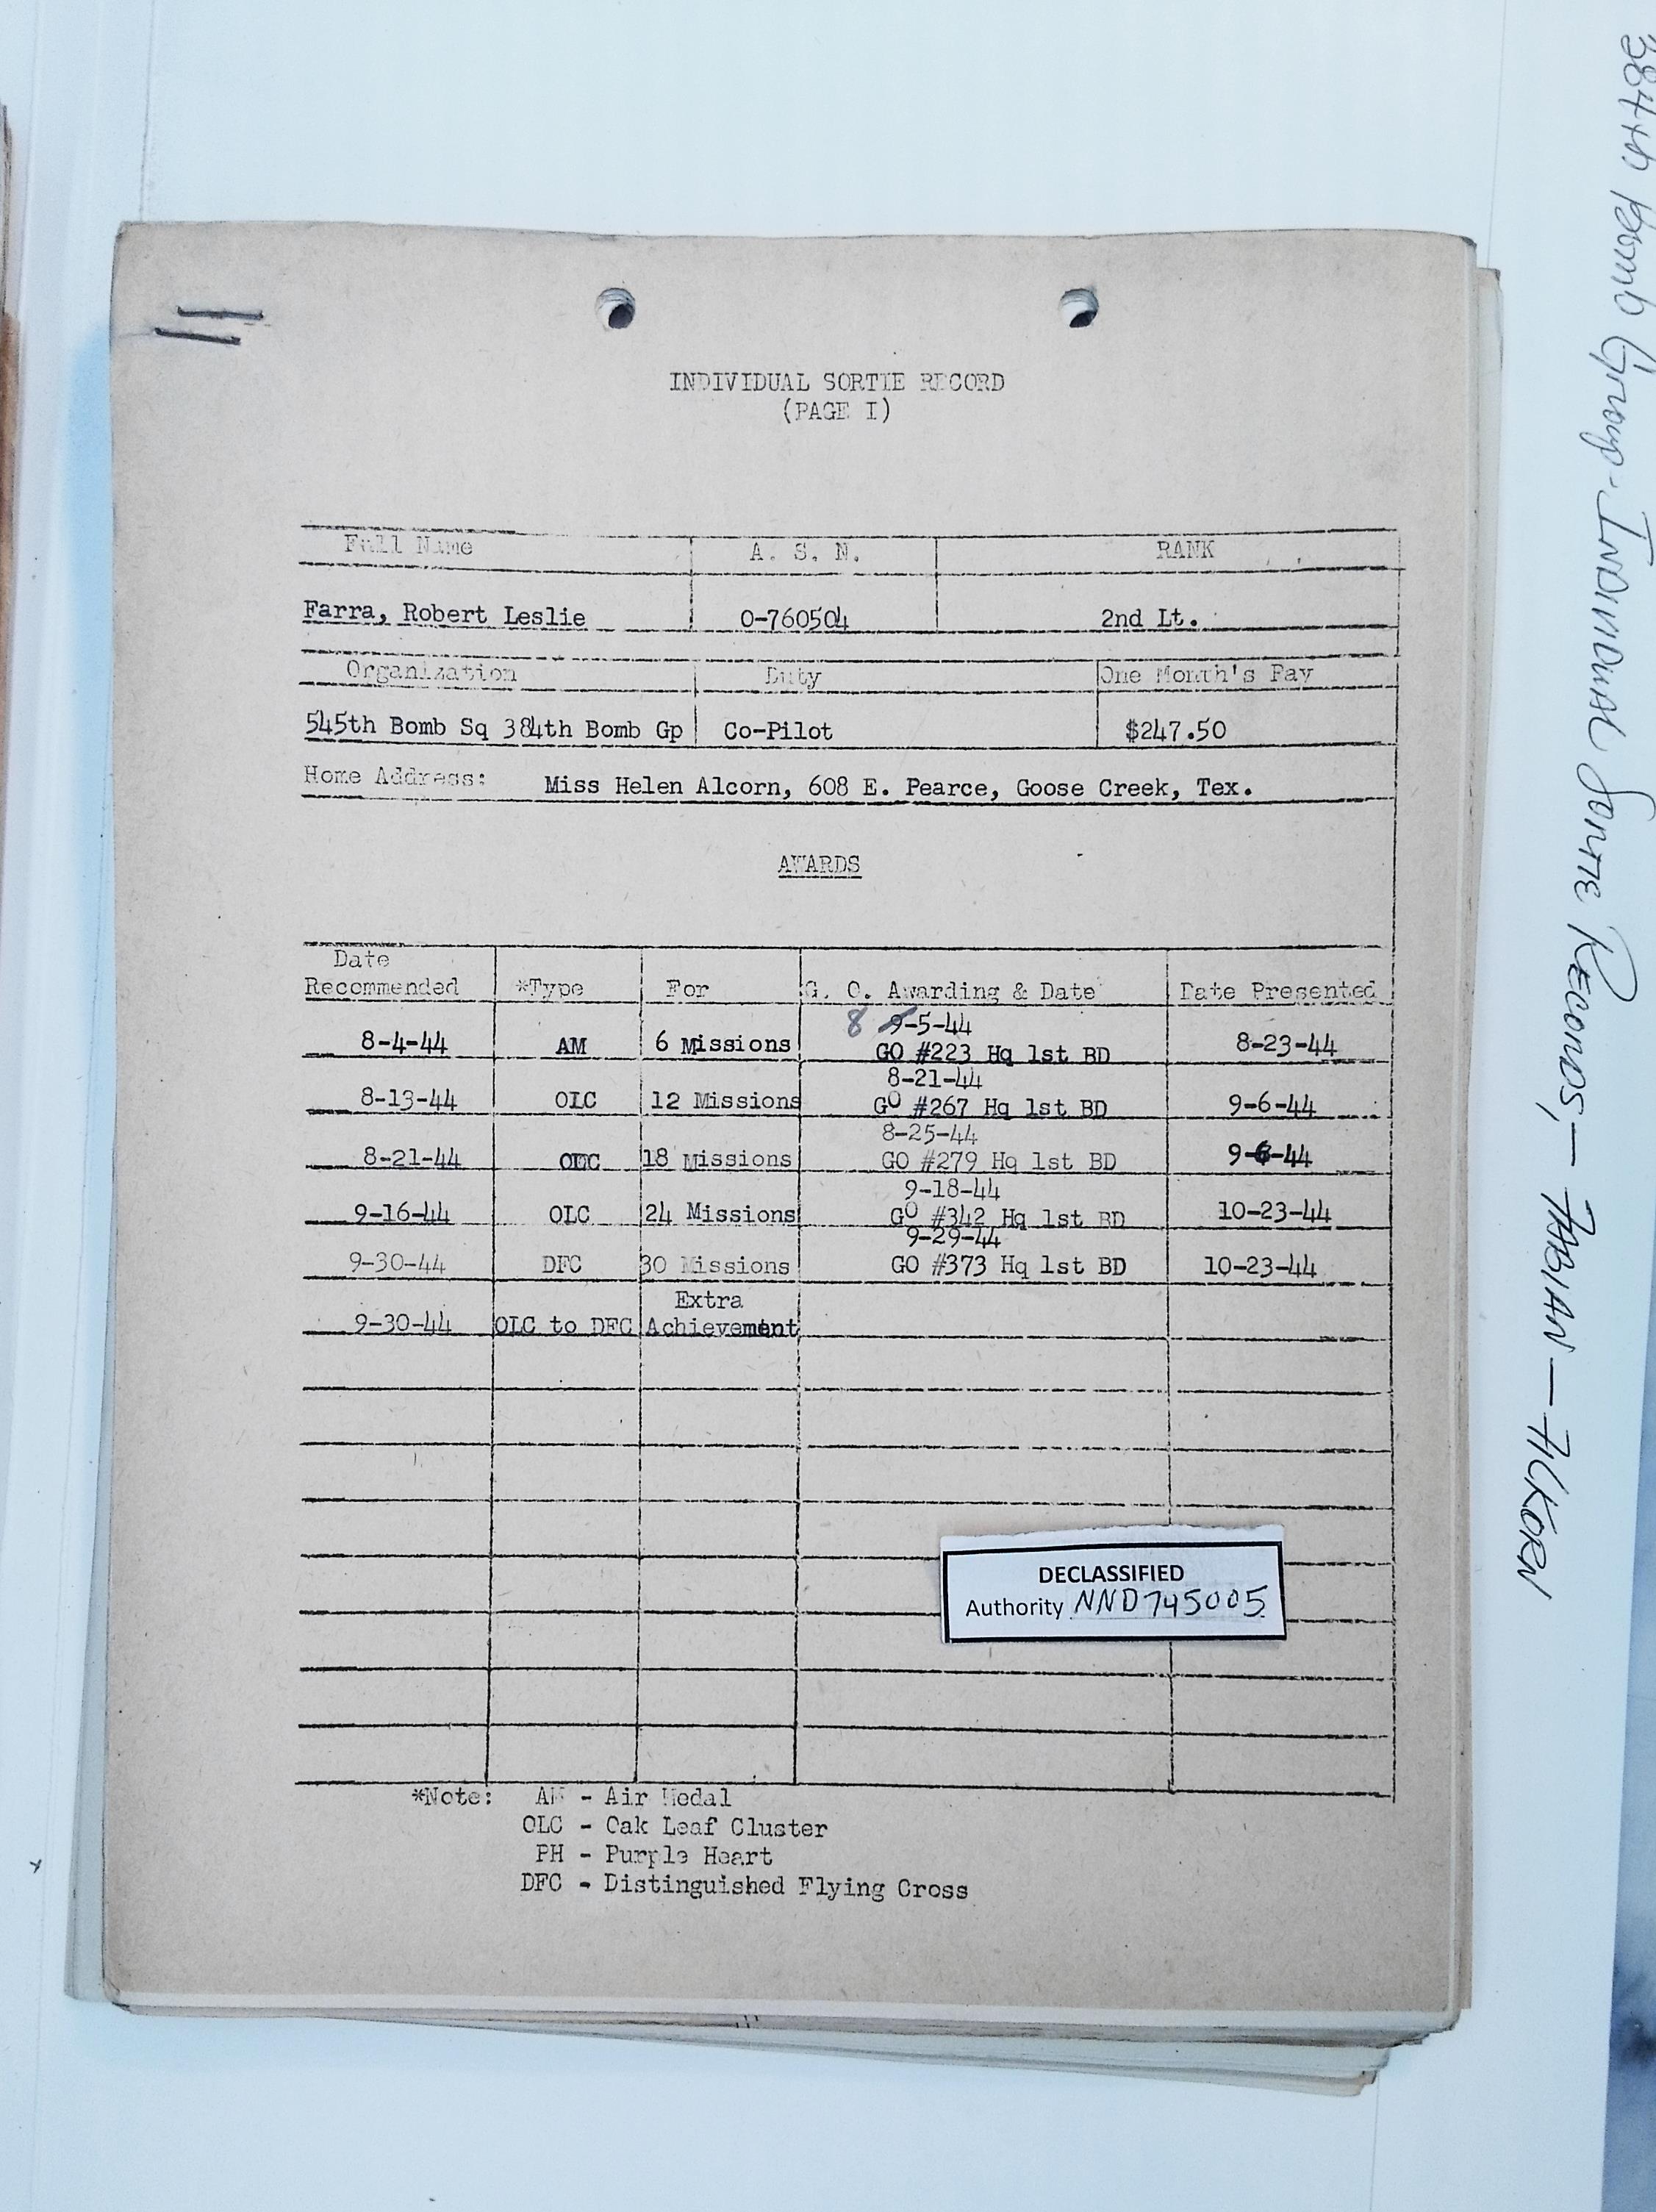 INDIVIDUAL SORTIE RECORD
(PAGE I)
Full Name A. S. N. RANK
Farra, Robert Leslie 0-760504 2nd Lt.
Organization Duty One Month's Pay
545th Bomb Sq 384th Bomb Gp Co-Pilot $247.50
Home Address: Miss Helen Alcorn, 608 E. Pearce, Goose Creek, Tex.
AWARDS
Date
Recommended *Type For G. O. Awarding & Date Date Presented
8 9-5-44
8-4-44 AM 6 Missions GO #223 Hq 1st BD 8-23-44
8-21-44
8-13-44 OLC 12 Missions GO #267 Hq 1st BD 9-6-44
8-25-44
8-21-44 OLC 18 Missions GO #279 Hq 1st BD 9-6-44
9-18-44
9-16-44 OLC 24 Missions GO #342 Hq 1st BD 10-23-44
9-29-44
9-30-44 DFC 30 Missions GO #373 Hq 1st BD 10-23-44
Extra
9-30-44 OLC to DFC Achievement
DECLASSIFIED
Authority NND745005
*Note: AM - Air Medal
OLC - Oak Leaf Cluster
PH - Purple Heart
DFC - Distinguished Flying Cross
384th Bomb Group - Individual Sortie Records, - FABIAN - FICKORN